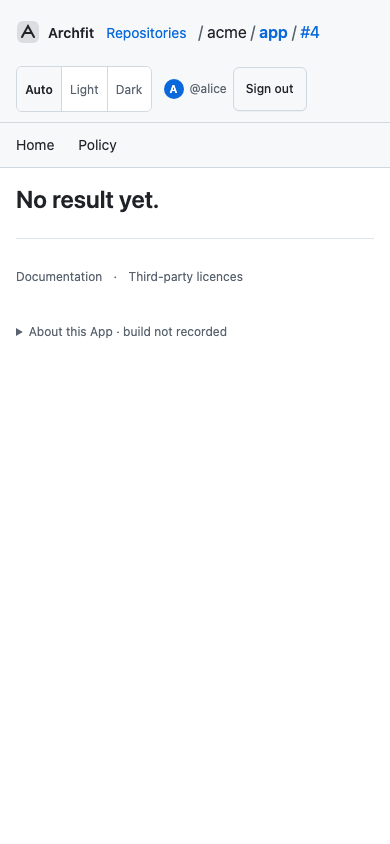 Archfit Repositories / acme / app / #4
Auto Light Dark A @alice Sign out
Home Policy
No result yet.
Documentation · Third-party licences
▶ About this App · build not recorded